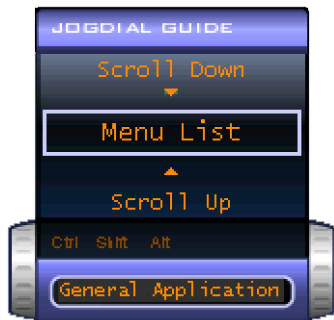 JOGDIAL GUIDE
Scroll Down
Menu List
Scroll Up
Ctrl Shift Alt
General Application